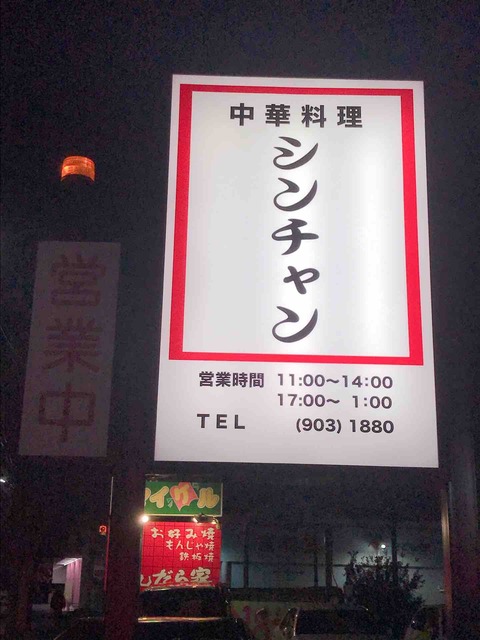 中華料理
シンチャン
営業時間 11:00～14:00
17:00～ 1:00
TEL (903) 1880
営業中
お好み焼
もんじゃ焼
鉄板焼